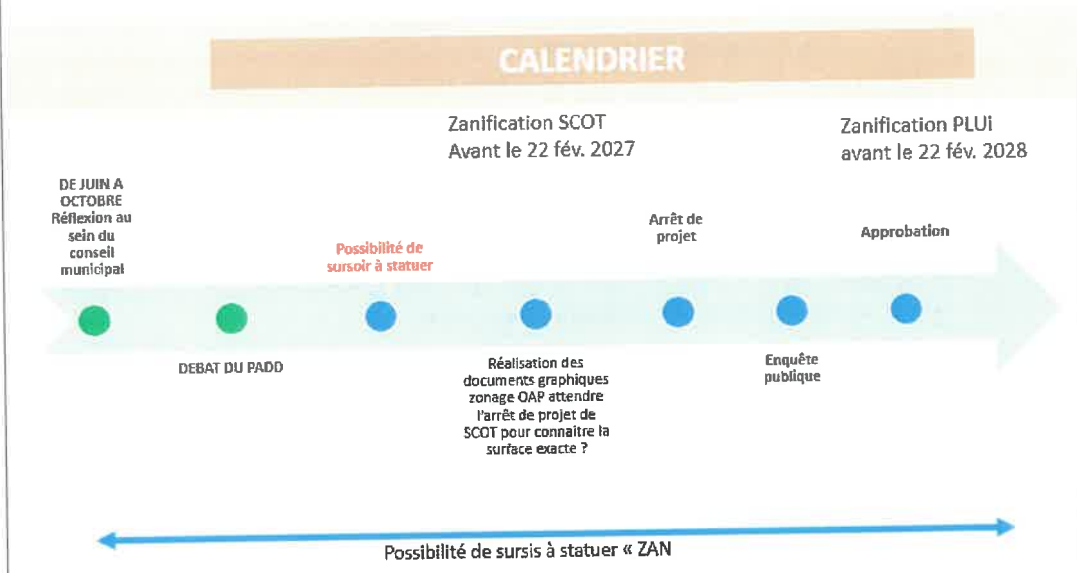 CALENDRIER
Zanification SCOT
Avant le 22 fév. 2027
Zanification PLUi
avant le 22 fév. 2028
DE JUIN A
OCTOBRE
Réflexion au
sein du
conseil
municipal
Possibilité de
sursoir à statuer
Arrêt de
projet
Approbation
DEBAT DU PADD
Réalisation des
documents graphiques
zonage OAP attendre
l'arrêt de projet de
SCOT pour connaitre la
surface exacte ?
Enquête
publique
Possibilité de sursis à statuer « ZAN